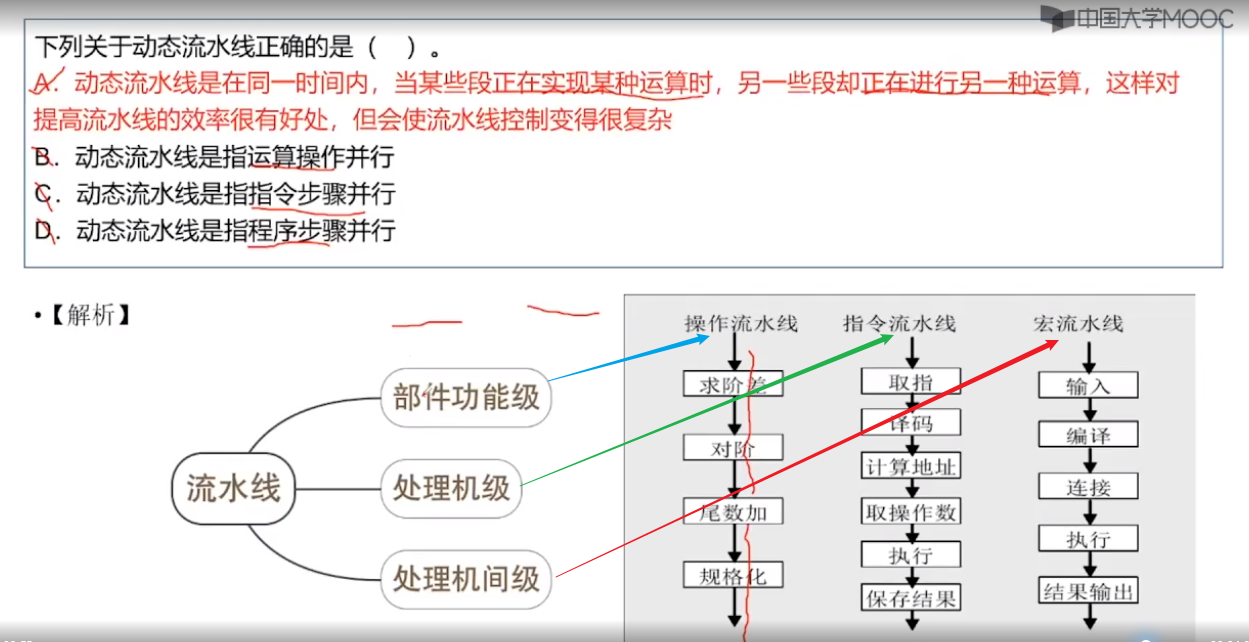 中国大学MOOC
下列关于动态流水线正确的是（ ）。
A. 动态流水线是在同一时间内，当某些段正在实现某种运算时，另一些段却正在进行另一种运算，这样对
提高流水线的效率很有好处，但会使流水线控制变得很复杂
B. 动态流水线是指运算操作并行
C. 动态流水线是指指令步骤并行
D. 动态流水线是指程序步骤并行
•【解析】
流水线
部件功能级
处理机级
处理机间级
操作流水线
求阶差
对阶
尾数加
规格化
指令流水线
取指
译码
计算地址
取操作数
执行
保存结果
宏流水线
输入
编译
连接
执行
结果输出